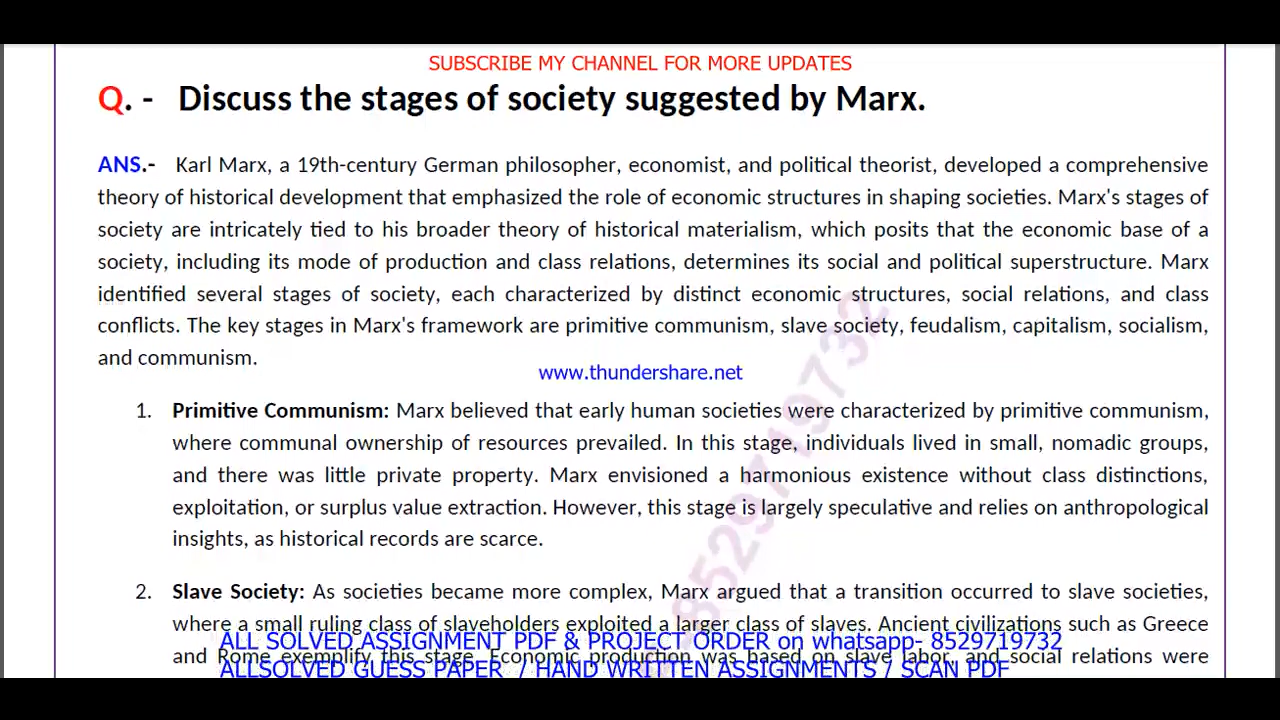 SUBSCRIBE MY CHANNEL FOR MORE UPDATES
Q. - Discuss the stages of society suggested by Marx.
ANS.- Karl Marx, a 19th-century German philosopher, economist, and political theorist, developed a comprehensive
theory of historical development that emphasized the role of economic structures in shaping societies. Marx's stages of
society are intricately tied to his broader theory of historical materialism, which posits that the economic base of a
society, including its mode of production and class relations, determines its social and political superstructure. Marx
identified several stages of society, each characterized by distinct economic structures, social relations, and class
conflicts. The key stages in Marx's framework are primitive communism, slave society, feudalism, capitalism, socialism,
and communism.
www.thundershare.net
1. Primitive Communism: Marx believed that early human societies were characterized by primitive communism,
where communal ownership of resources prevailed. In this stage, individuals lived in small, nomadic groups,
and there was little private property. Marx envisioned a harmonious existence without class distinctions,
exploitation, or surplus value extraction. However, this stage is largely speculative and relies on anthropological
insights, as historical records are scarce.
2. Slave Society: As societies became more complex, Marx argued that a transition occurred to slave societies,
where a small ruling class of slaveholders exploited a larger class of slaves. Ancient civilizations such as Greece
ALL SOLVED ASSIGNMENT PDF & PROJECT ORDER on whatsapp- 8529719732
and Rome exemplify this stage. Economic production was based on slave labor, and social relations were
ALLSOLVED GUESS PAPER / HAND WRITTEN ASSIGNMENTS / SCAN PDF
8529719732